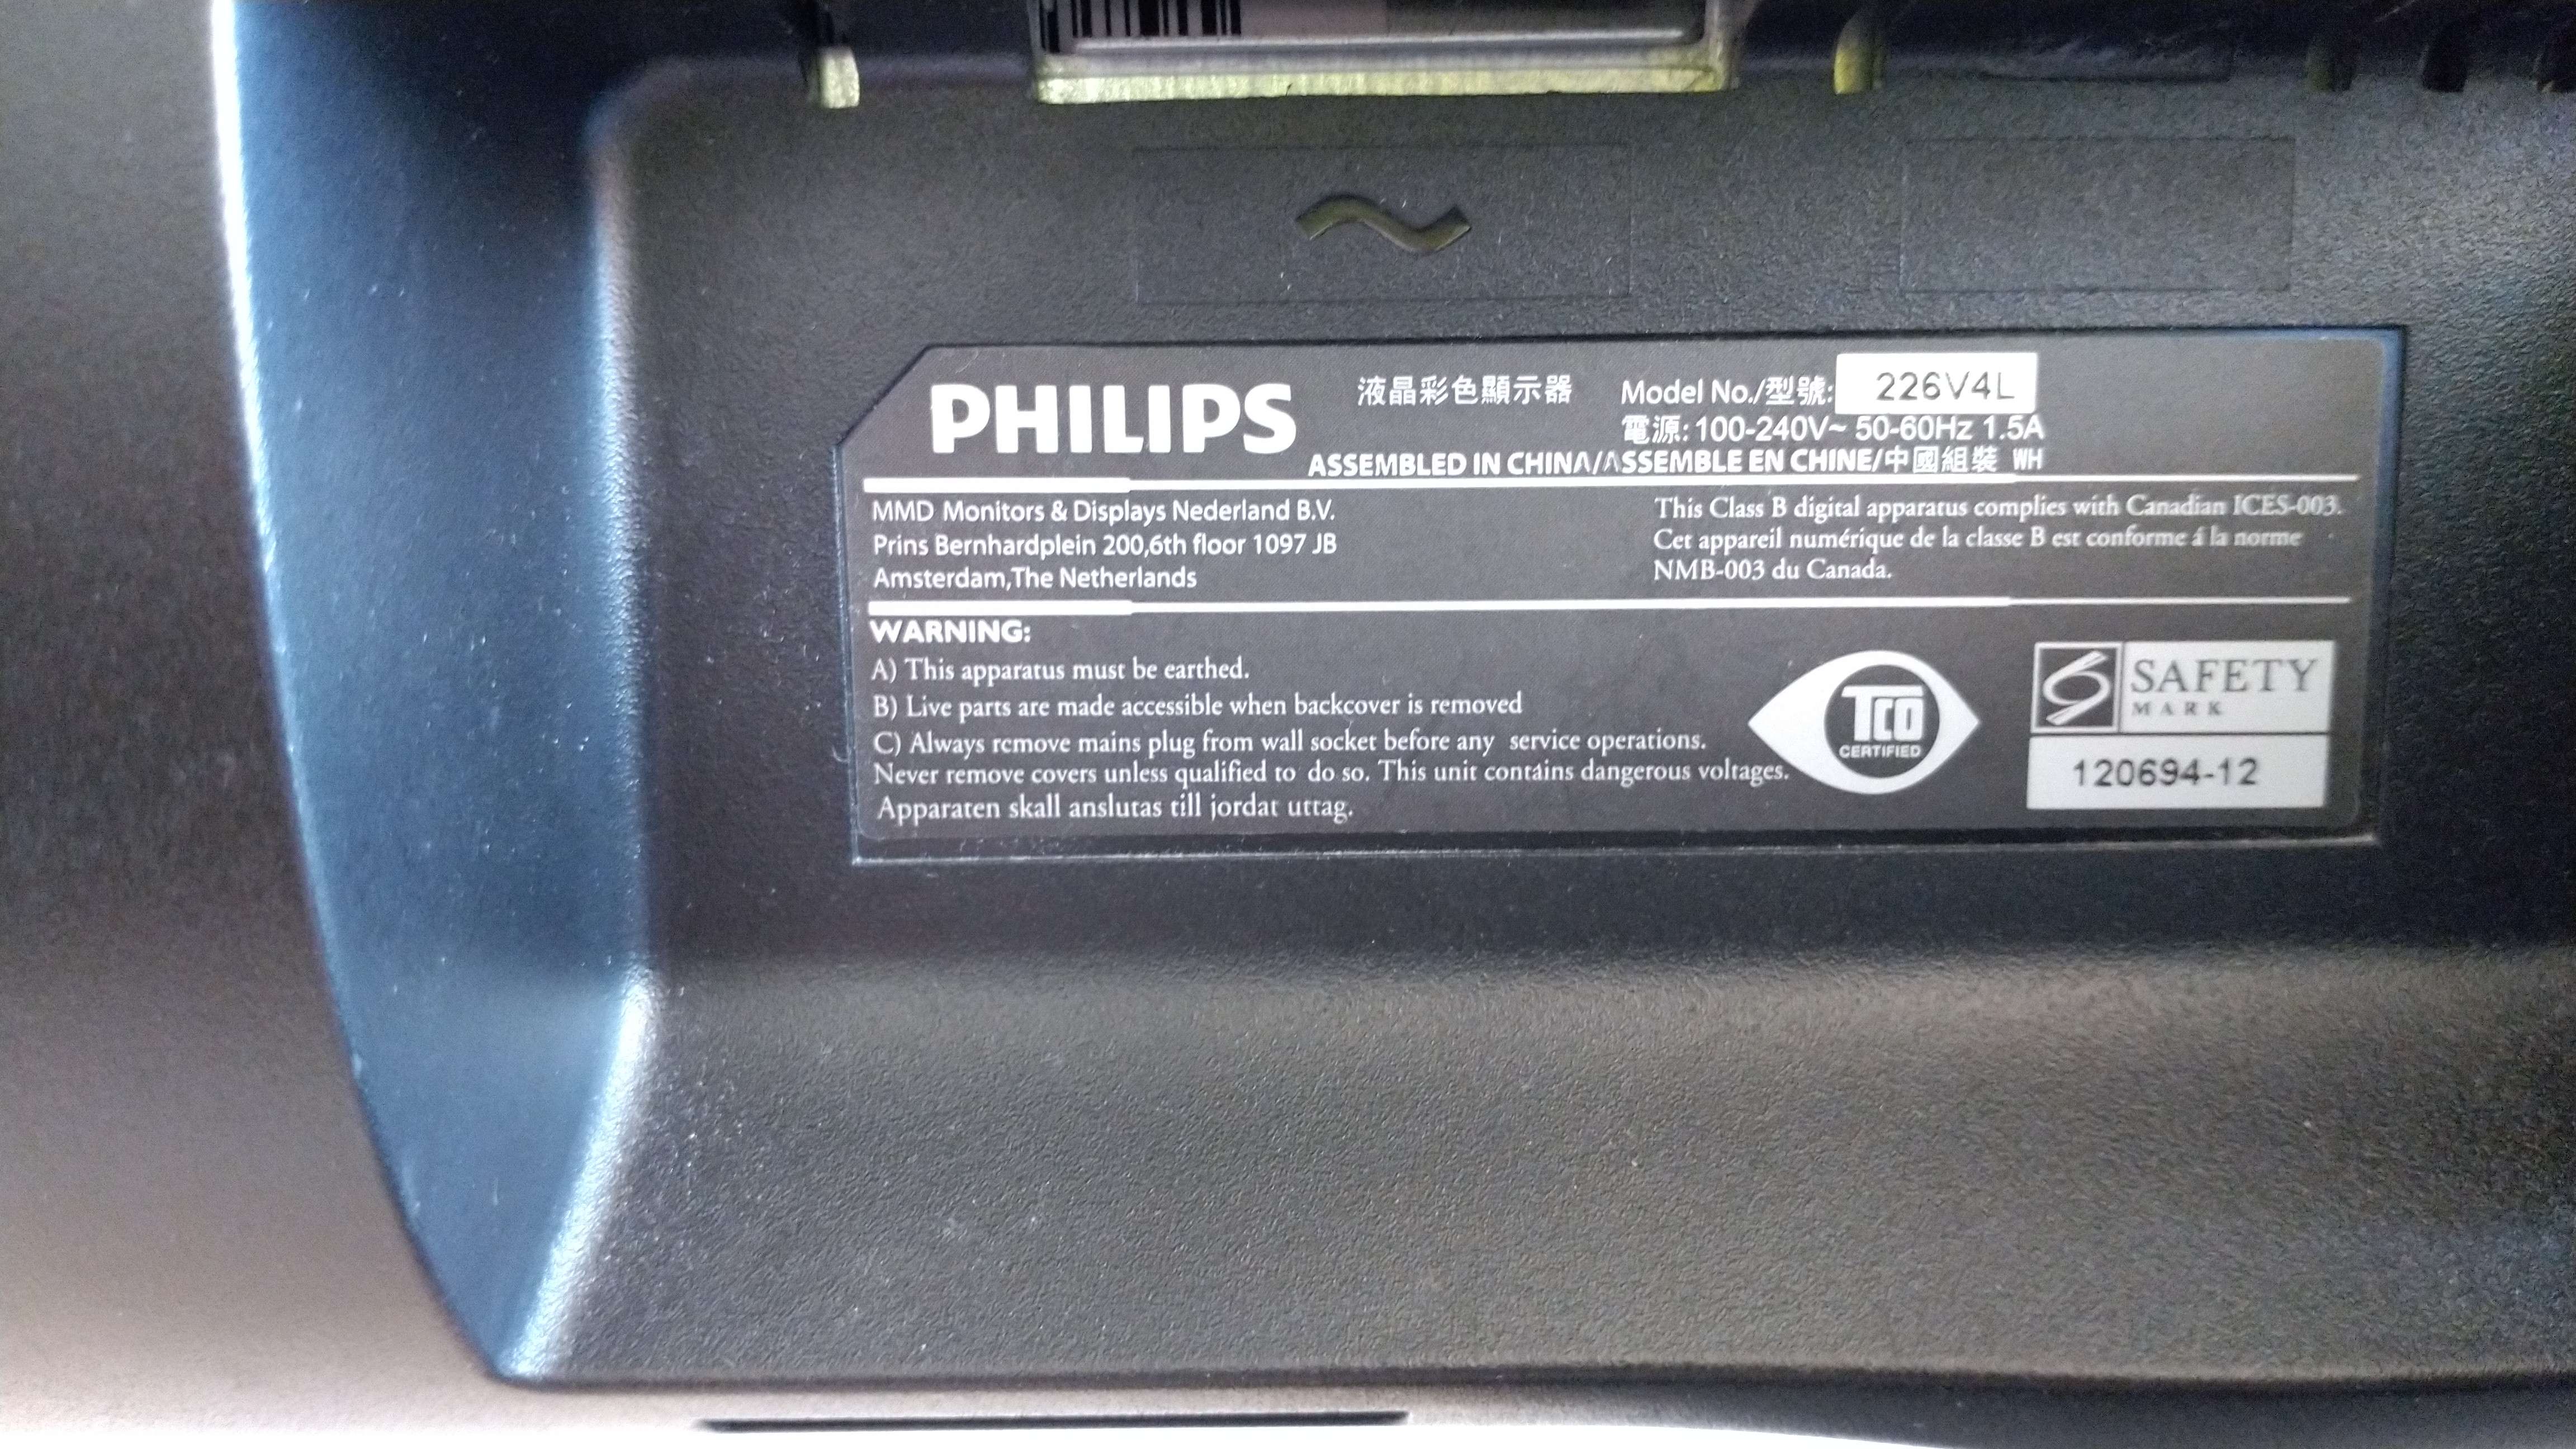 PHILIPS
液晶彩色顯示器
Model No./型號: 226V4L
電源: 100-240V~ 50-60Hz 1.5A
ASSEMBLED IN CHINA/ASSEMBLE EN CHINE/中國組裝 WH
MMD Monitors & Displays Nederland B.V.
Prins Bernhardplein 200,6th floor 1097 JB
Amsterdam,The Netherlands
This Class B digital apparatus complies with Canadian ICES-003.
Cet appareil numérique de la classe B est conforme á la norme
NMB-003 du Canada.
WARNING:
A) This apparatus must be earthed.
B) Live parts are made accessible when backcover is removed
C) Always remove mains plug from wall socket before any service operations.
Never remove covers unless qualified to do so. This unit contains dangerous voltages.
Apparaten skall anslutas till jordat uttag.
TCO
CERTIFIED
SAFETY
MARK
120694-12